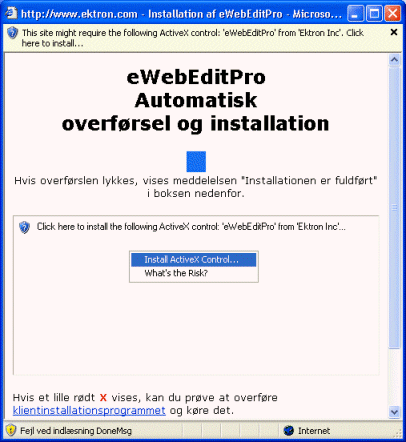 http://www.ektron.com - Installation af eWebEditPro - Microso...
This site might require the following ActiveX control: 'eWebEditPro' from 'Ektron Inc'. Click
here to install...
eWebEditPro
Automatisk
overførsel og installation
Hvis overførslen lykkes, vises meddelelsen "Installationen er fuldført"
i boksen nedenfor.
Click here to install the following ActiveX control: 'eWebEditPro' from 'Ektron Inc'...
Install ActiveX Control...
What's the Risk?
Hvis et lille rødt X vises, kan du prøve at overføre
klientinstallationsprogrammet og køre det.
Fejl ved indlæsning DoneMsg
Internet